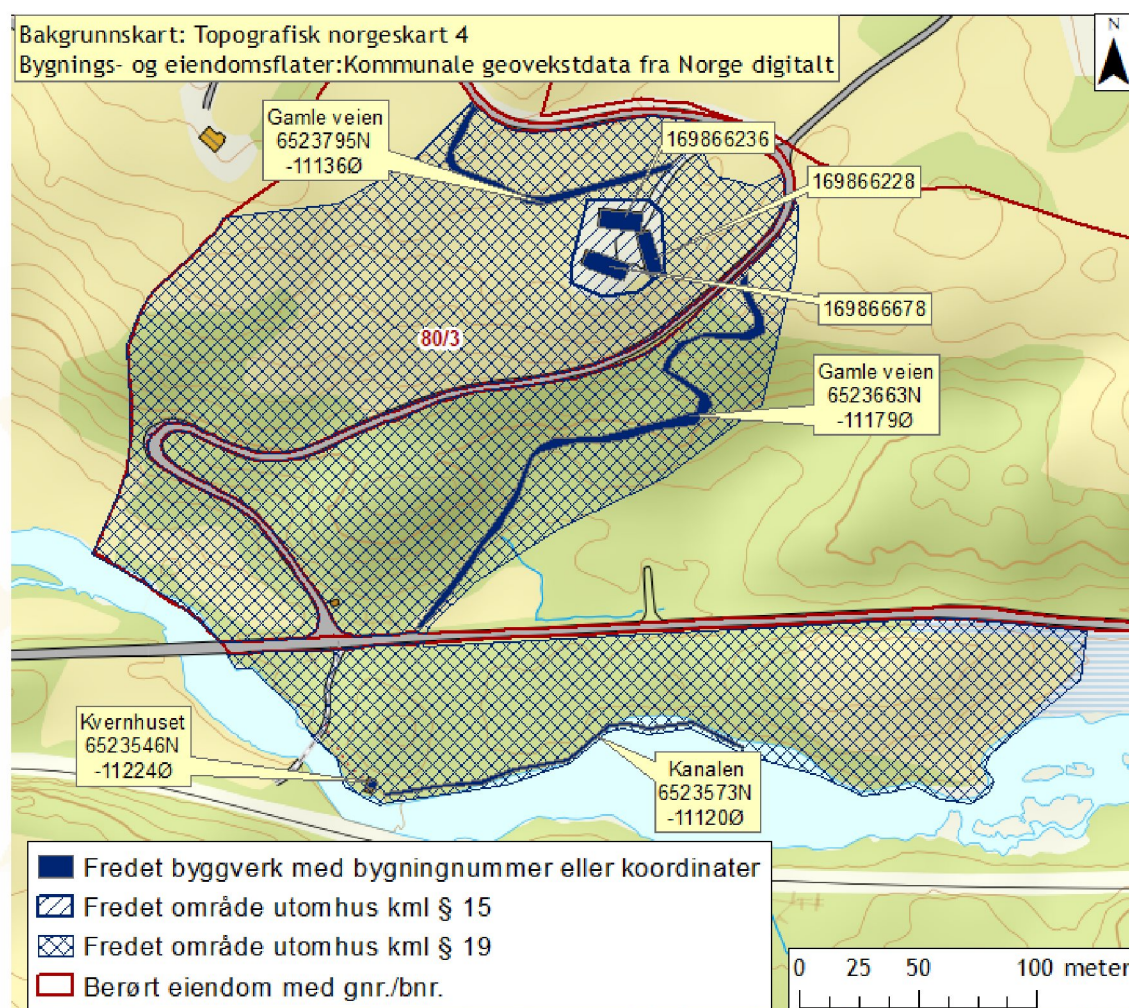 Bakgrunnskart: Topografisk norgeskart 4
Bygnings- og eiendomsflater:Kommunale geovekstdata fra Norge digitalt
N
Gamle veien
6523795N
-11136Ø
169866236
169866228
169866678
80/3
Gamle veien
6523663N
-11179Ø
Kvernhuset
6523546N
-11224Ø
Kanalen
6523573N
-11120Ø
Fredet byggverk med bygningnummer eller koordinater
Fredet område utomhus kml § 15
Fredet område utomhus kml § 19
Berørt eiendom med gnr./bnr.
0 25 50 100 meter